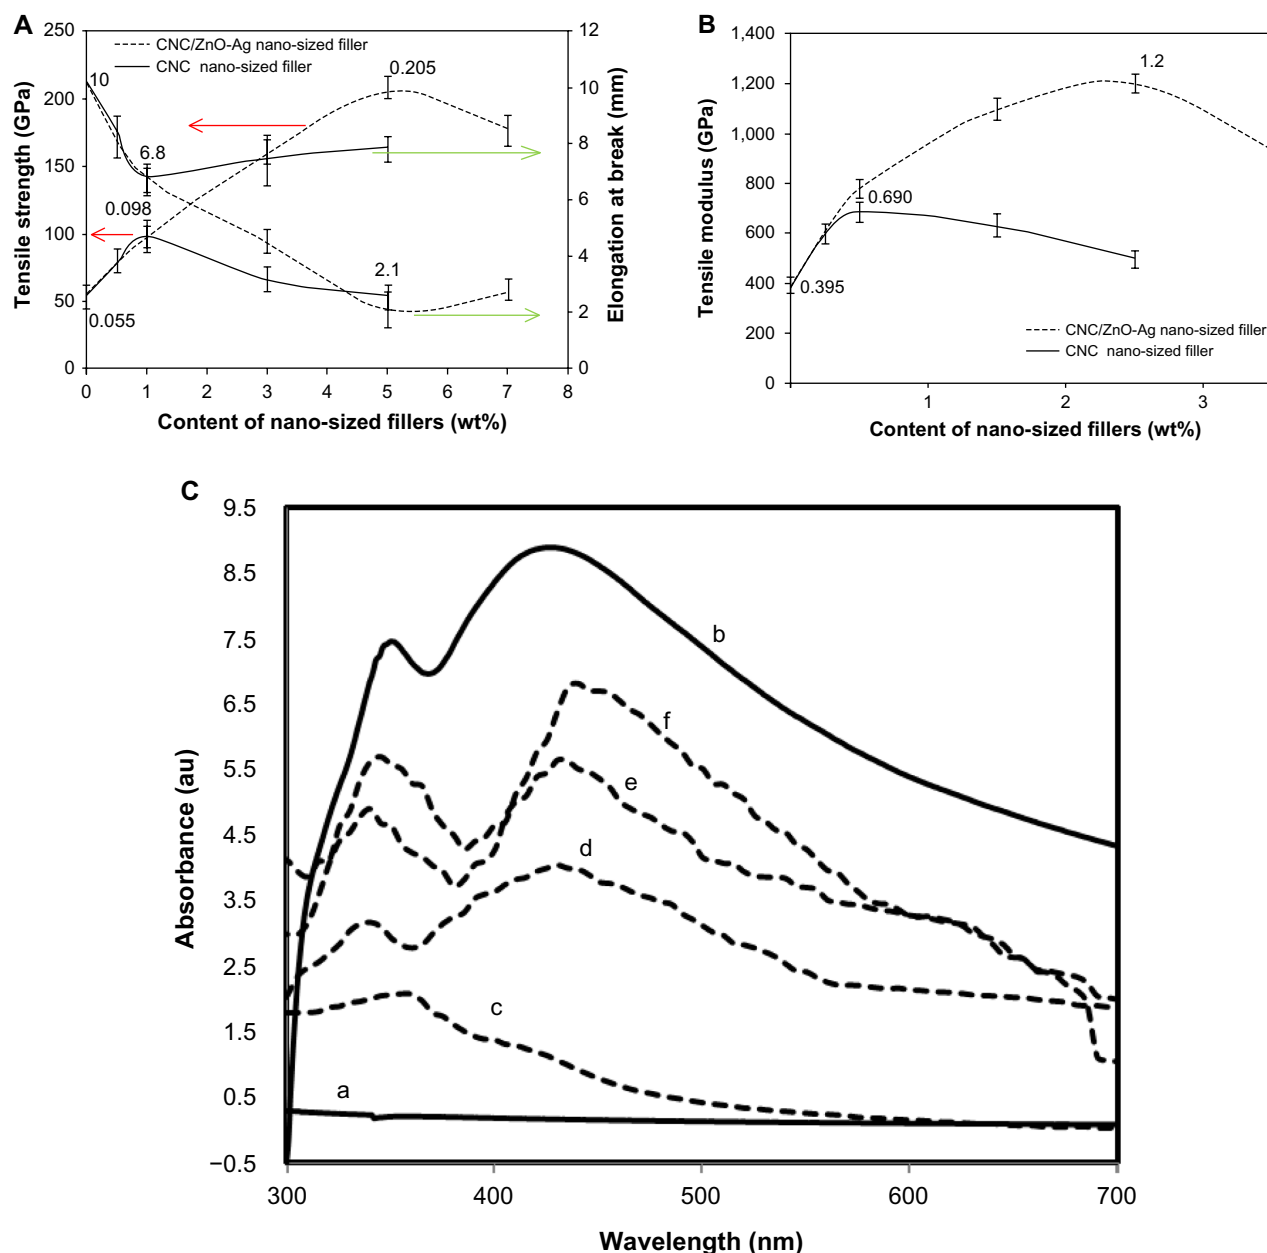 A
CNC/ZnO-Ag nano-sized filler
CNC nano-sized filler
250
200
150
100
50
0
Tensile strength (GPa)
12
10
8
6
4
2
0
Elongation at break (mm)
10
6.8
0.098
0.055
0.205
2.1
0 1 2 3 4 5 6 7 8
Content of nano-sized fillers (wt%)
B
1,400
1,200
1,000
800
600
400
200
0
Tensile modulus (GPa)
1.2
0.690
0.395
CNC/ZnO-Ag nano-sized filler
CNC nano-sized filler
1 2 3
Content of nano-sized fillers (wt%)
C
9.5
8.5
7.5
6.5
5.5
4.5
3.5
2.5
1.5
0.5
−0.5
Absorbance (au)
b
f
e
d
c
a
300 400 500 600 700
Wavelength (nm)